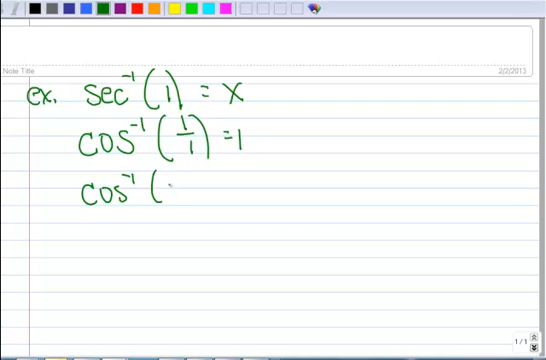 Note Title
2/2/2013
ex. sec⁻¹ (1) = x
cos⁻¹ (1/1) = 1
cos⁻¹ (
1/1